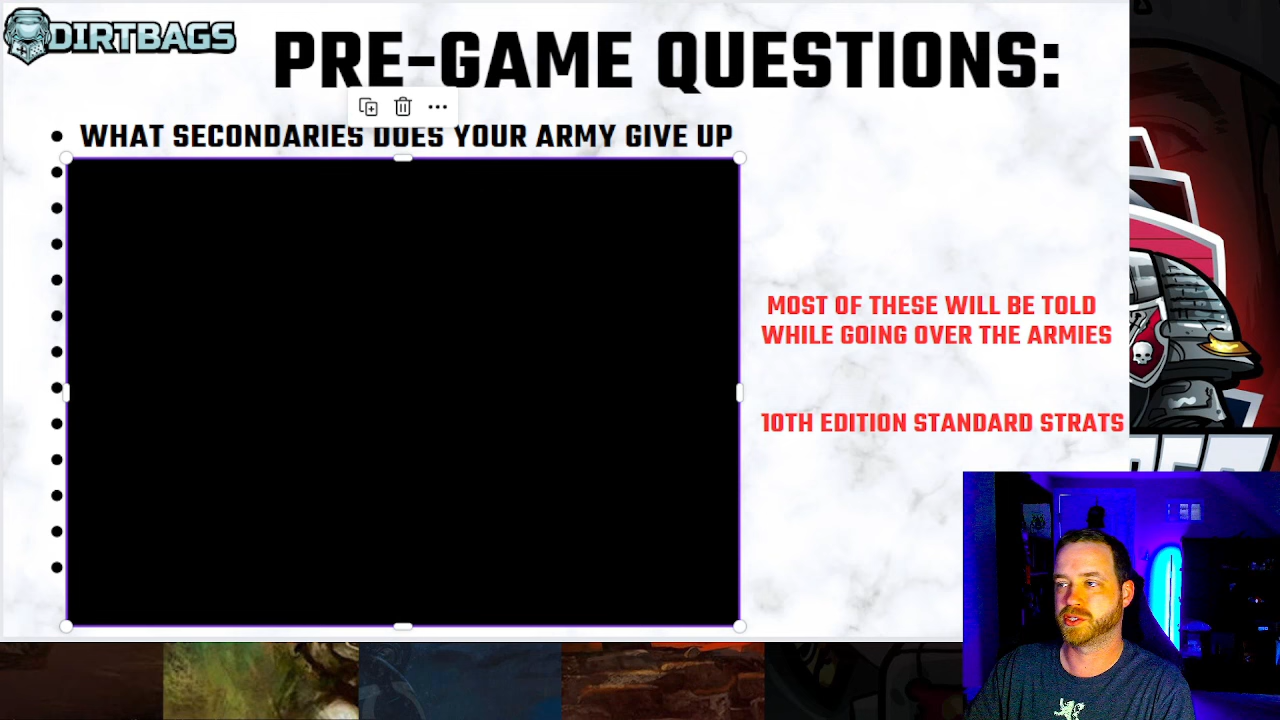 DIRTBAGS
PRE-GAME QUESTIONS:
WHAT SECONDARIES DOES YOUR ARMY GIVE UP
MOST OF THESE WILL BE TOLD
WHILE GOING OVER THE ARMIES
10TH EDITION STANDARD STRATS